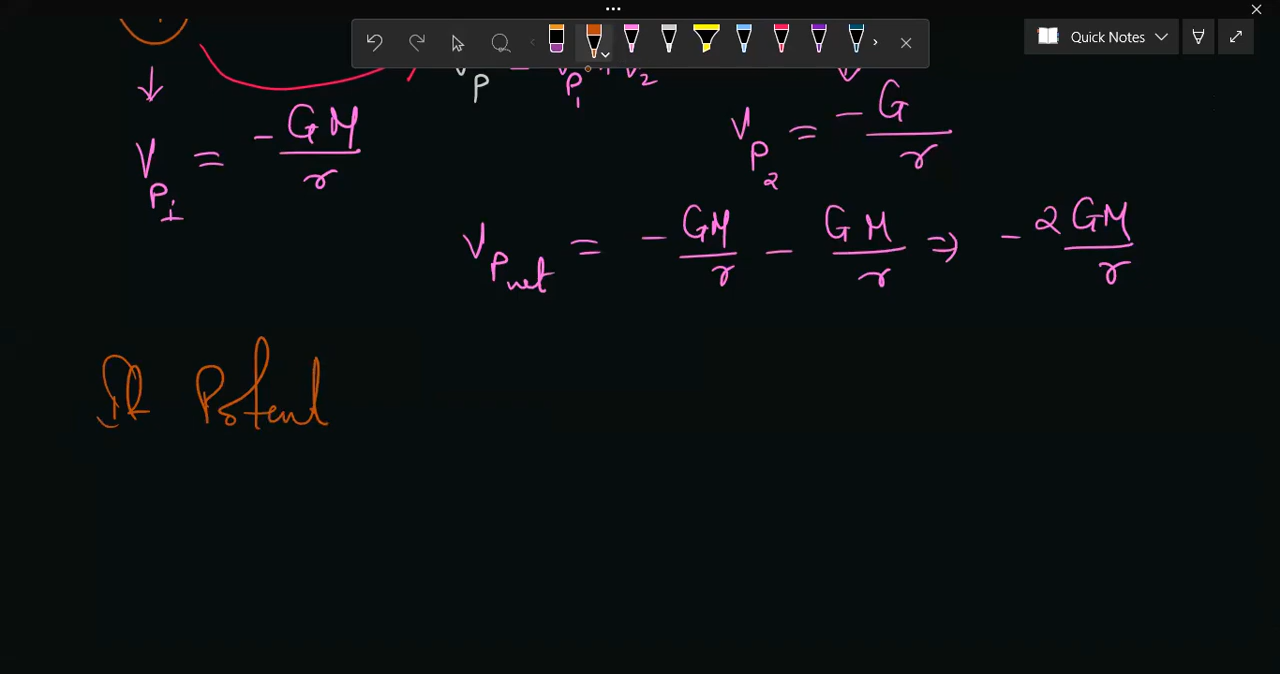 Quick Notes
V_P = V_P1 + V_2
V_P1 = -GM/r
V_P2 = -G/r
V_Pnet = -GM/r - GM/r ⇒ -2GM/r
Potent